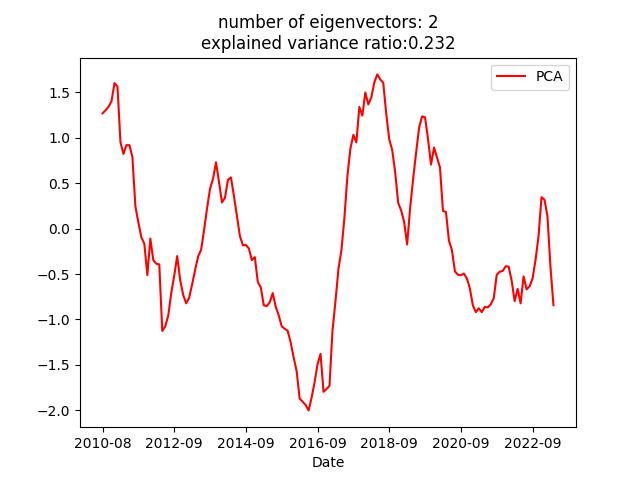 number of eigenvectors: 2
explained variance ratio:0.232
PCA
1.5
1.0
0.5
0.0
−0.5
−1.0
−1.5
−2.0
2010-08 2012-09 2014-09 2016-09 2018-09 2020-09 2022-09
Date